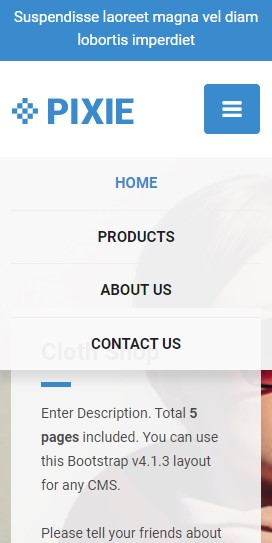 Suspendisse laoreet magna vel diam
lobortis imperdiet
PIXIE
HOME
PRODUCTS
ABOUT US
CONTACT US
Cloth Shop
Enter Description. Total 5
pages included. You can use
this Bootstrap v4.1.3 layout
for any CMS.
Please tell your friends about